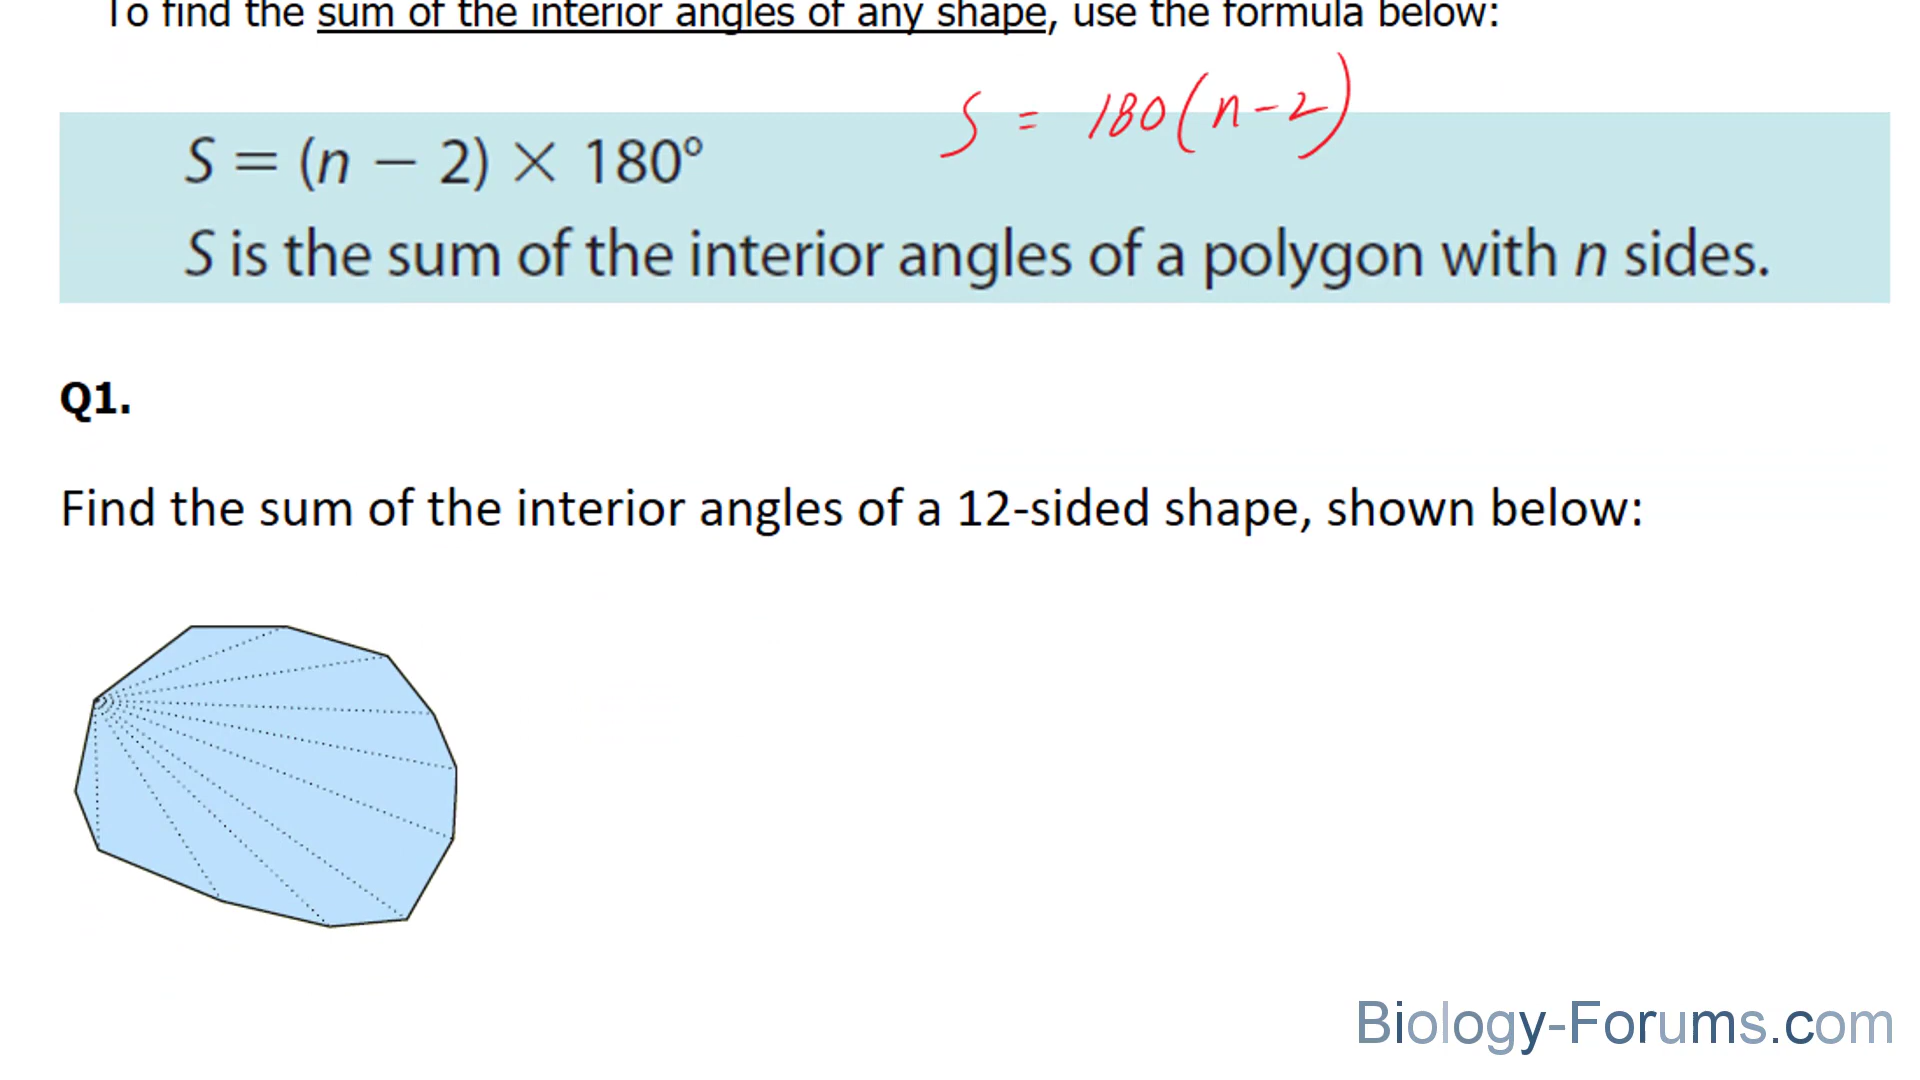 To find the sum of the interior angles of any shape, use the formula below:
S = 180(n-2)
S = (n − 2) × 180°
S is the sum of the interior angles of a polygon with n sides.
Q1.
Find the sum of the interior angles of a 12-sided shape, shown below:
Biology-Forums.com